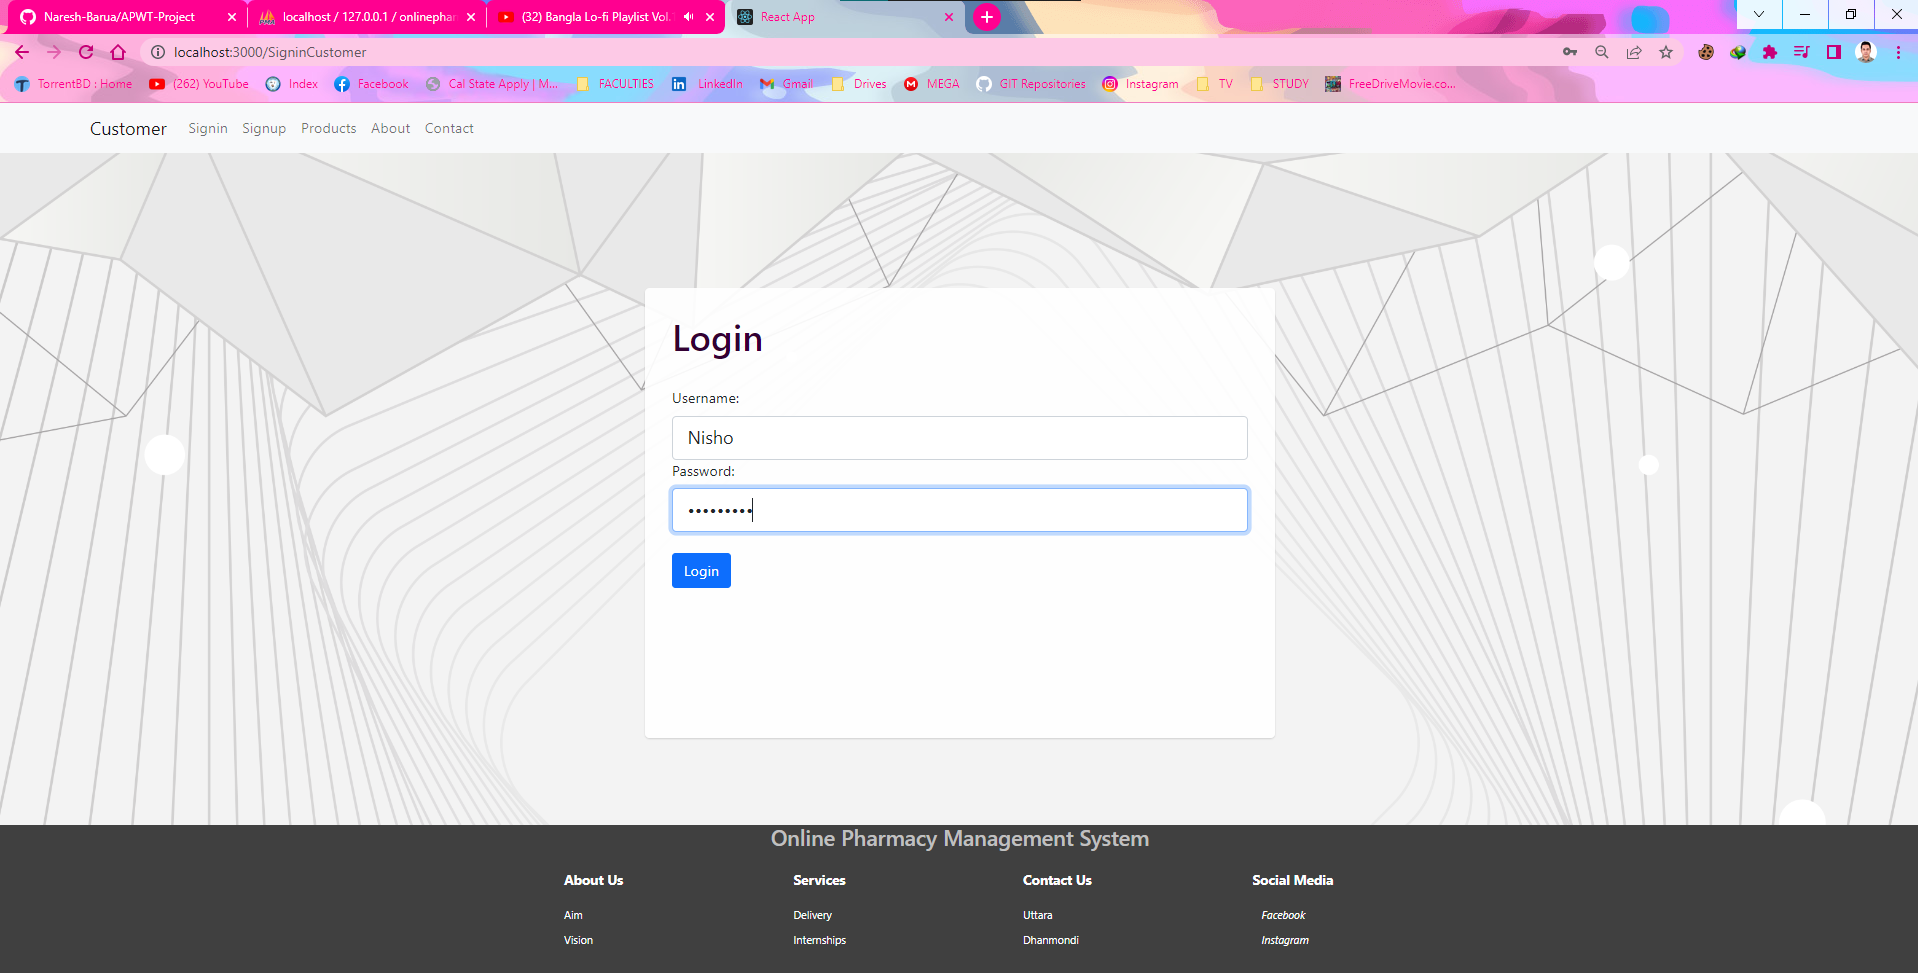 Naresh-Barua/APWT-Project
localhost / 127.0.0.1 / onlinephar
(32) Bangla Lo-fi Playlist Vol.
React App
localhost:3000/SigninCustomer
TorrentBD : Home
(262) YouTube
Index
Facebook
Cal State Apply | M...
FACULTIES
LinkedIn
Gmail
Drives
MEGA
GIT Repositories
Instagram
TV
STUDY
FreeDriveMovie.co...
Customer Signin Signup Products About Contact
Login
Username:
Nisho
Password:
•••••••••
Login
Online Pharmacy Management System
About Us Services Contact Us Social Media
Aim Delivery Uttara Facebook
Vision Internships Dhanmondi Instagram